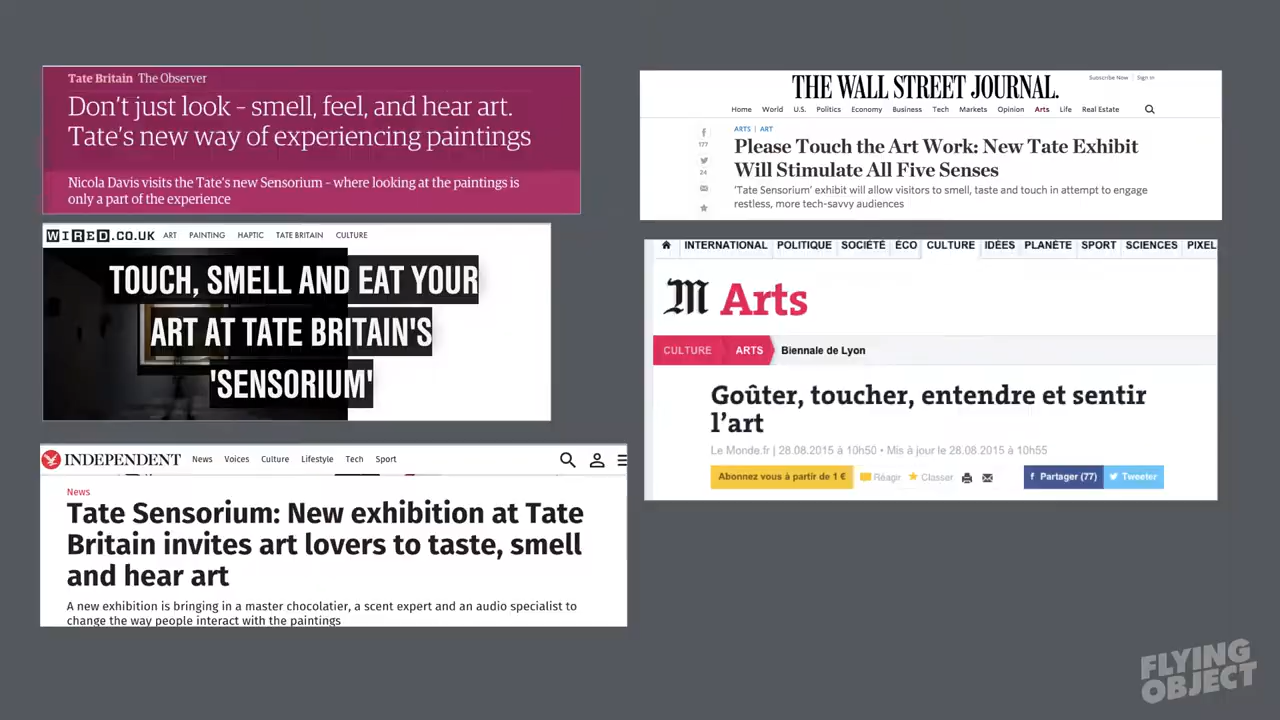 Tate Britain The Observer
Don't just look – smell, feel, and hear art.
Tate's new way of experiencing paintings
Nicola Davis visits the Tate's new Sensorium – where looking at the paintings is
only a part of the experience
WIRED.CO.UK ART PAINTING HAPTIC TATE BRITAIN CULTURE
TOUCH, SMELL AND EAT YOUR
ART AT TATE BRITAIN'S
'SENSORIUM'
INDEPENDENT News Voices Culture Lifestyle Tech Sport
News
Tate Sensorium: New exhibition at Tate
Britain invites art lovers to taste, smell
and hear art
A new exhibition is bringing in a master chocolatier, a scent expert and an audio specialist to
change the way people interact with the paintings
THE WALL STREET JOURNAL.
Subscribe Now | Sign In
Home World U.S. Politics Economy Business Tech Markets Opinion Arts Life Real Estate
ARTS | ART
177
24
Please Touch the Art Work: New Tate Exhibit
Will Stimulate All Five Senses
'Tate Sensorium' exhibit will allow visitors to smell, taste and touch in attempt to engage
restless, more tech-savvy audiences
INTERNATIONAL POLITIQUE SOCIÉTÉ ÉCO CULTURE IDÉES PLANÈTE SPORT SCIENCES PIXEL
M Arts
CULTURE ARTS Biennale de Lyon
Goûter, toucher, entendre et sentir
l'art
Le Monde.fr | 28.08.2015 à 10h50 • Mis à jour le 28.08.2015 à 10h55
Abonnez vous à partir de 1 € Réagir Classer f Partager (77) Tweeter
FLYING
OBJECT